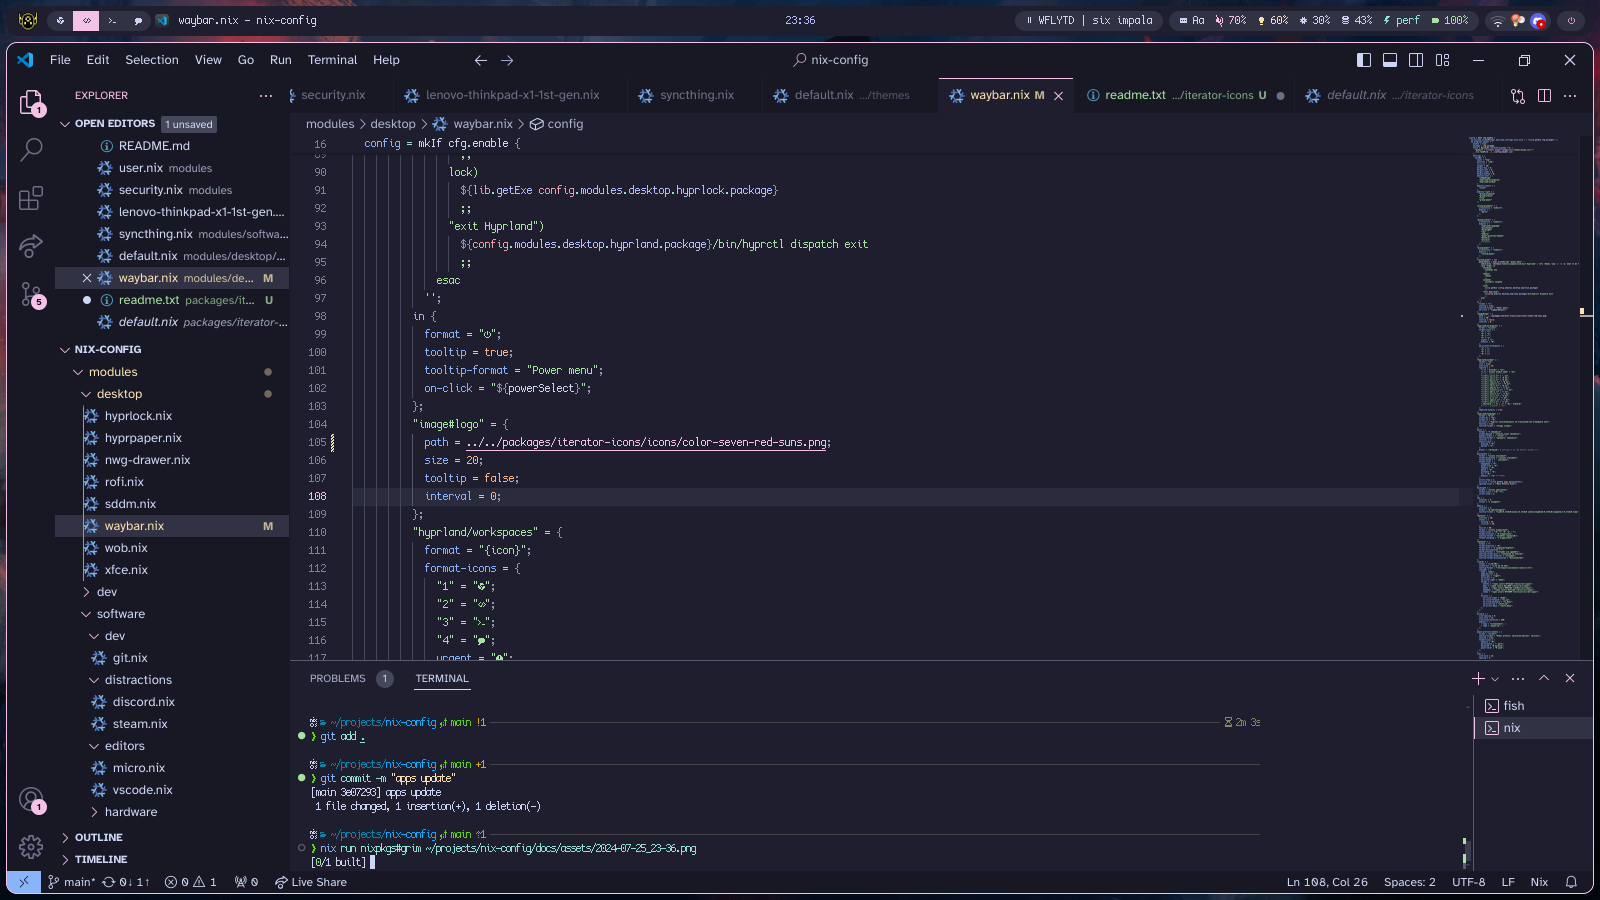 waybar.nix - nix-config
23:36
WFLYTD | six impala
Aa 70% 60% 30% 43% perf 100%
File Edit Selection View Go Run Terminal Help
nix-config
EXPLORER
security.nix
lenovo-thinkpad-x1-1st-gen.nix
syncthing.nix
default.nix .../themes
waybar.nix M
readme.txt .../iterator-icons U
default.nix .../iterator-icons
OPEN EDITORS 1 unsaved
README.md
user.nix modules
security.nix modules
lenovo-thinkpad-x1-1st-gen....
syncthing.nix modules/softwa...
default.nix modules/desktop/...
waybar.nix modules/de... M
readme.txt packages/it... U
default.nix packages/iterator-...
NIX-CONFIG
modules
desktop
hyprlock.nix
hyprpaper.nix
nwg-drawer.nix
rofi.nix
sddm.nix
waybar.nix M
wob.nix
xfce.nix
dev
software
dev
git.nix
distractions
discord.nix
steam.nix
editors
micro.nix
vscode.nix
hardware
OUTLINE
TIMELINE
1
5
1
modules > desktop > waybar.nix > config
16 config = mkIf cfg.enable {
89 ;;
90 lock)
91 ${lib.getExe config.modules.desktop.hyprlock.package}
92 ;;
93 "exit Hyprland")
94 ${config.modules.desktop.hyprland.package}/bin/hyprctl dispatch exit
95 ;;
96 esac
97 '';
98 in {
99 format = "⏻";
100 tooltip = true;
101 tooltip-format = "Power menu";
102 on-click = "${powerSelect}";
103 };
104 "image#logo" = {
105 path = ../../packages/iterator-icons/icons/color-seven-red-suns.png;
106 size = 20;
107 tooltip = false;
108 interval = 0;
109 };
110 "hyprland/workspaces" = {
111 format = "{icon}";
112 format-icons = {
113 "1" = "";
114 "2" = "";
115 "3" = "";
116 "4" = "";
117 urgent = "";
PROBLEMS 1 TERMINAL
~/projects/nix-config main !1 2m 3s
❯ git add .
~/projects/nix-config main +1
❯ git commit -m "apps update"
[main 3e07293] apps update
1 file changed, 1 insertion(+), 1 deletion(-)
~/projects/nix-config main ⇡1
❯ nix run nixpkgs#grim ~/projects/nix-config/docs/assets/2024-07-25_23-36.png
[0/1 built]
fish
nix
main* 0↓ 1↑ 0 1 0 Live Share
Ln 108, Col 26 Spaces: 2 UTF-8 LF Nix